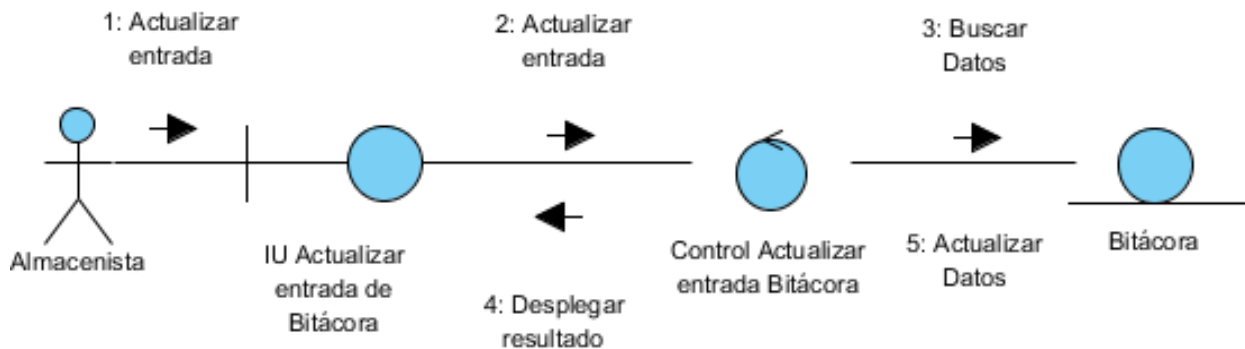 1: Actualizar
entrada
2: Actualizar
entrada
3: Buscar
Datos
Almacenista
IU Actualizar
entrada de
Bitácora
4: Desplegar
resultado
Control Actualizar
entrada Bitácora
5: Actualizar
Datos
Bitácora